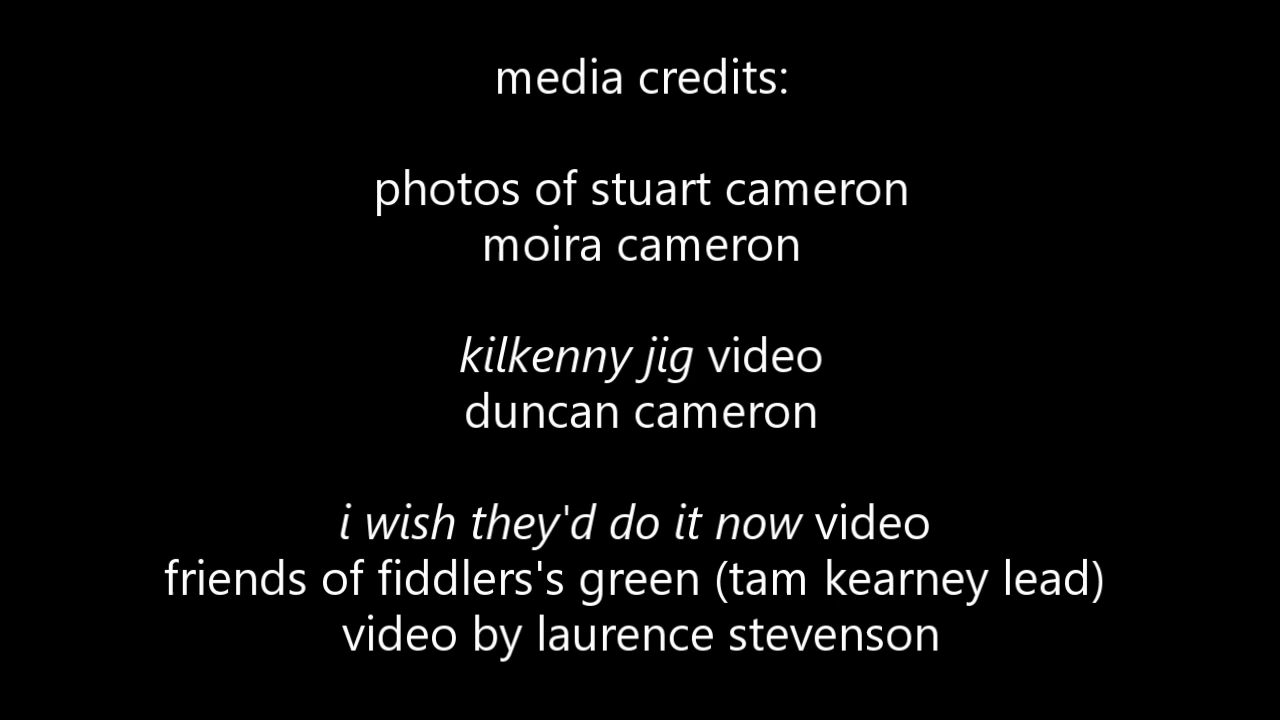 media credits:
photos of stuart cameron
moira cameron
kilkenny jig video
duncan cameron
i wish they'd do it now video
friends of fiddlers's green (tam kearney lead)
video by laurence stevenson